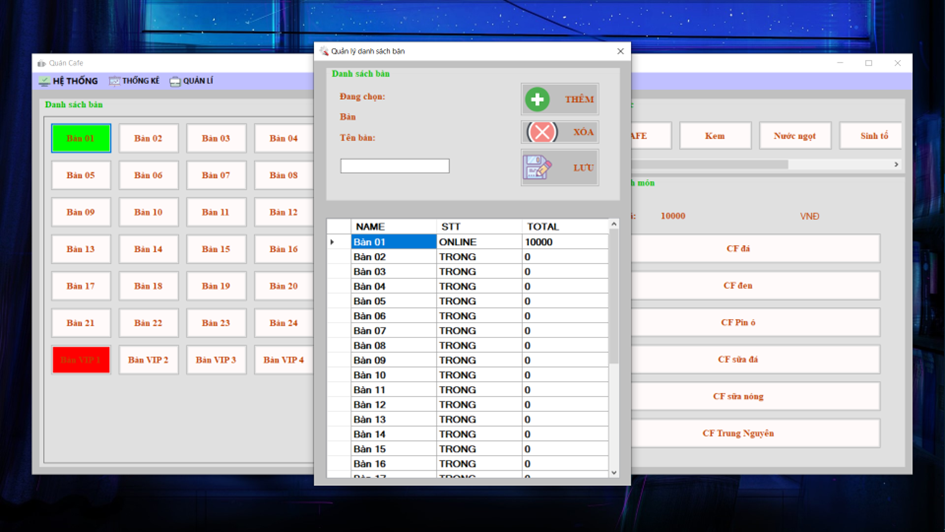 Quán Cafe
HỆ THỐNG THỐNG KÊ QUẢN LÍ
Danh sách bàn
Bàn 01 Bàn 02 Bàn 03 Bàn 04
Bàn 05 Bàn 06 Bàn 07 Bàn 08
Bàn 09 Bàn 10 Bàn 11 Bàn 12
Bàn 13 Bàn 14 Bàn 15 Bàn 16
Bàn 17 Bàn 18 Bàn 19 Bàn 20
Bàn 21 Bàn 22 Bàn 23 Bàn 24
Bàn VIP 1 Bàn VIP 2 Bàn VIP 3 Bàn VIP 4
Quản lý danh sách bàn
Danh sách bàn
Đang chọn:
Bàn
Tên bàn:
THÊM
XÓA
LƯU
NAME STT TOTAL
Bàn 01 ONLINE 10000
Bàn 02 TRONG 0
Bàn 03 TRONG 0
Bàn 04 TRONG 0
Bàn 05 TRONG 0
Bàn 06 TRONG 0
Bàn 07 TRONG 0
Bàn 08 TRONG 0
Bàn 09 TRONG 0
Bàn 10 TRONG 0
Bàn 11 TRONG 0
Bàn 12 TRONG 0
Bàn 13 TRONG 0
Bàn 14 TRONG 0
Bàn 15 TRONG 0
Bàn 16 TRONG 0
Bàn 17 TRONG 0
AFE Kem Nước ngọt Sinh tố
h món
10000 VNĐ
CF đá
CF đen
CF Pin ô
CF sữa đá
CF sữa nóng
CF Trung Nguyên